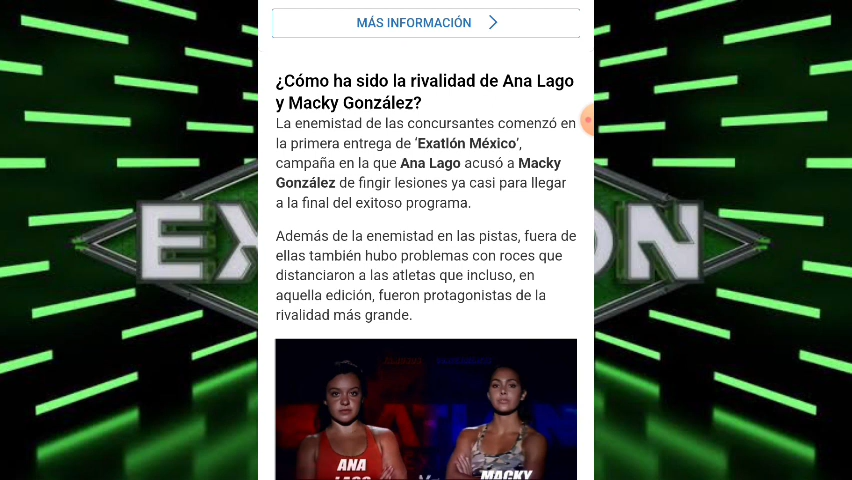 MÁS INFORMACIÓN
¿Cómo ha sido la rivalidad de Ana Lago
y Macky González?
La enemistad de las concursantes comenzó en
la primera entrega de ‘Exatlón México’,
campaña en la que Ana Lago acusó a Macky
González de fingir lesiones ya casi para llegar
a la final del exitoso programa.
Además de la enemistad en las pistas, fuera de
ellas también hubo problemas con roces que
distanciaron a las atletas que incluso, en
aquella edición, fueron protagonistas de la
rivalidad más grande.
EX
ON
ANA
LAGO
Vs
MACKY